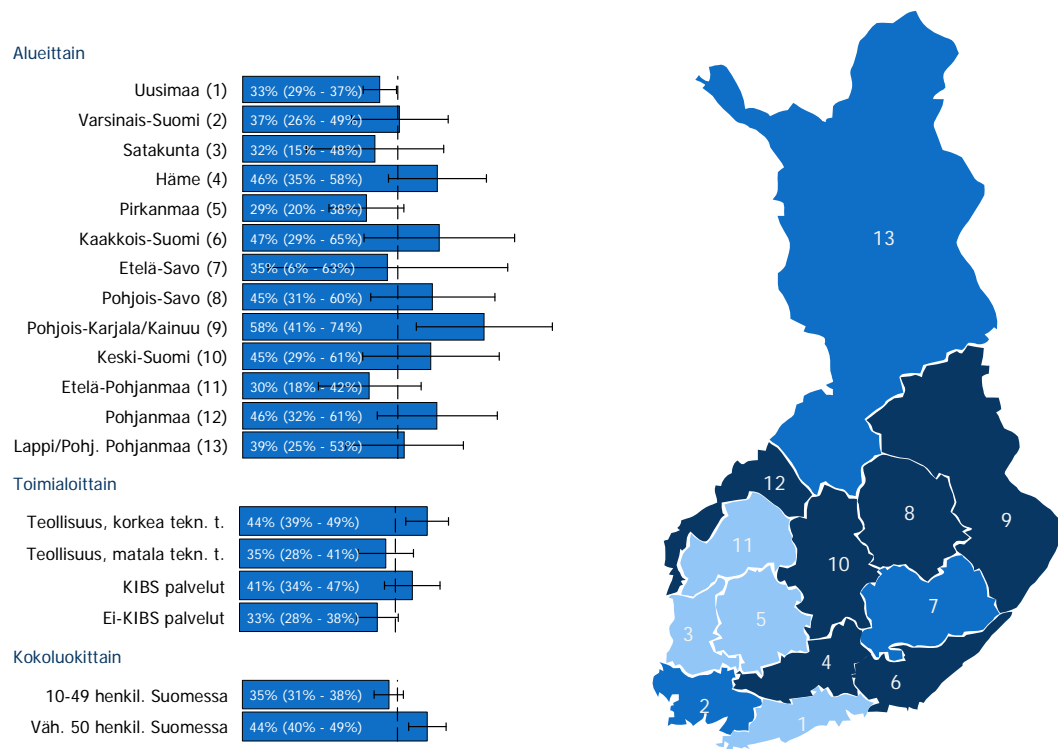 Alueittain
Uusimaa (1) 33% (29% - 37%)
Varsinais-Suomi (2) 37% (26% - 49%)
Satakunta (3) 32% (15% - 48%)
Häme (4) 46% (35% - 58%)
Pirkanmaa (5) 29% (20% - 38%)
Kaakkois-Suomi (6) 47% (29% - 65%)
Etelä-Savo (7) 35% (6% - 63%)
Pohjois-Savo (8) 45% (31% - 60%)
Pohjois-Karjala/Kainuu (9) 58% (41% - 74%)
Keski-Suomi (10) 45% (29% - 61%)
Etelä-Pohjanmaa (11) 30% (18% - 42%)
Pohjanmaa (12) 46% (32% - 61%)
Lappi/Pohj. Pohjanmaa (13) 39% (25% - 53%)
Toimialoittain
Teollisuus, korkea tekn. t. 44% (39% - 49%)
Teollisuus, matala tekn. t. 35% (28% - 41%)
KIBS palvelut 41% (34% - 47%)
Ei-KIBS palvelut 33% (28% - 38%)
Kokoluokittain
10-49 henkil. Suomessa 35% (31% - 38%)
Väh. 50 henkil. Suomessa 44% (40% - 49%)
13
12
8
9
11
10
7
5
3
4
6
2
1